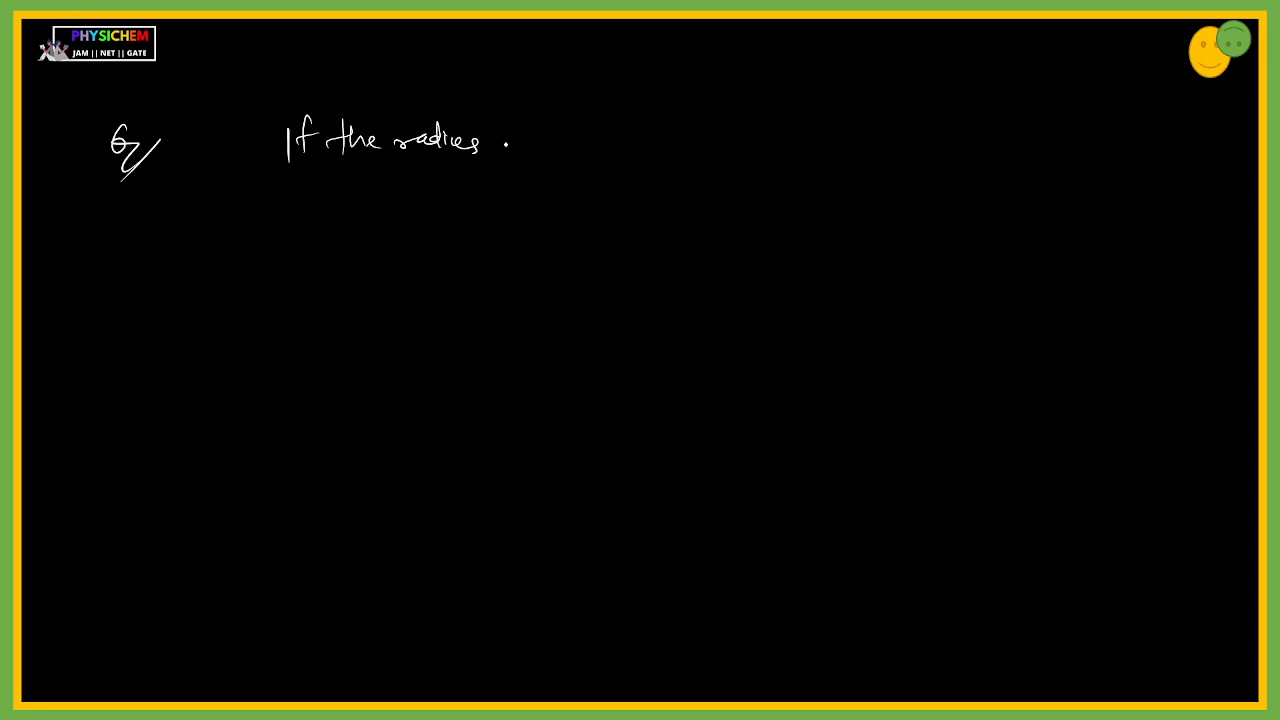 PHYSICHEM
JAM || NET || GATE
Q/ If the radius .